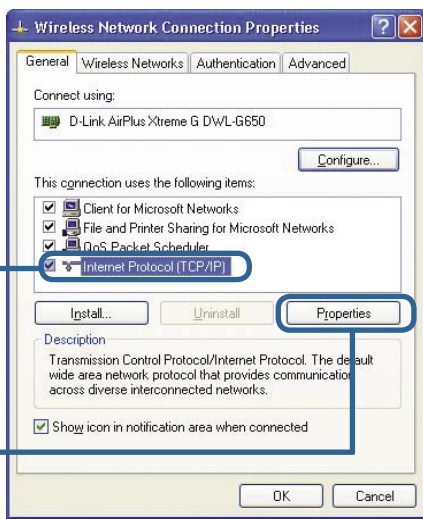 Wireless Network Connection Properties
General Wireless Networks Authentication Advanced
Connect using:
D-Link AirPlus Xtreme G DWL-G650
Configure...
This connection uses the following items:
Client for Microsoft Networks
File and Printer Sharing for Microsoft Networks
QoS Packet Scheduler
Internet Protocol (TCP/IP)
Install... Uninstall Properties
Description
Transmission Control Protocol/Internet Protocol. The default
wide area network protocol that provides communication
across diverse interconnected networks.
Show icon in notification area when connected
OK Cancel